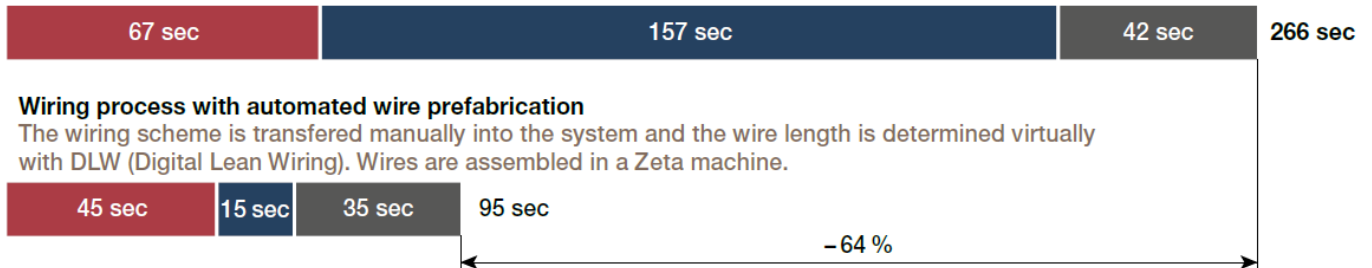 67 sec 157 sec 42 sec 266 sec
Wiring process with automated wire prefabrication
The wiring scheme is transfered manually into the system and the wire length is determined virtually
with DLW (Digital Lean Wiring). Wires are assembled in a Zeta machine.
45 sec 15 sec 35 sec 95 sec
–64 %